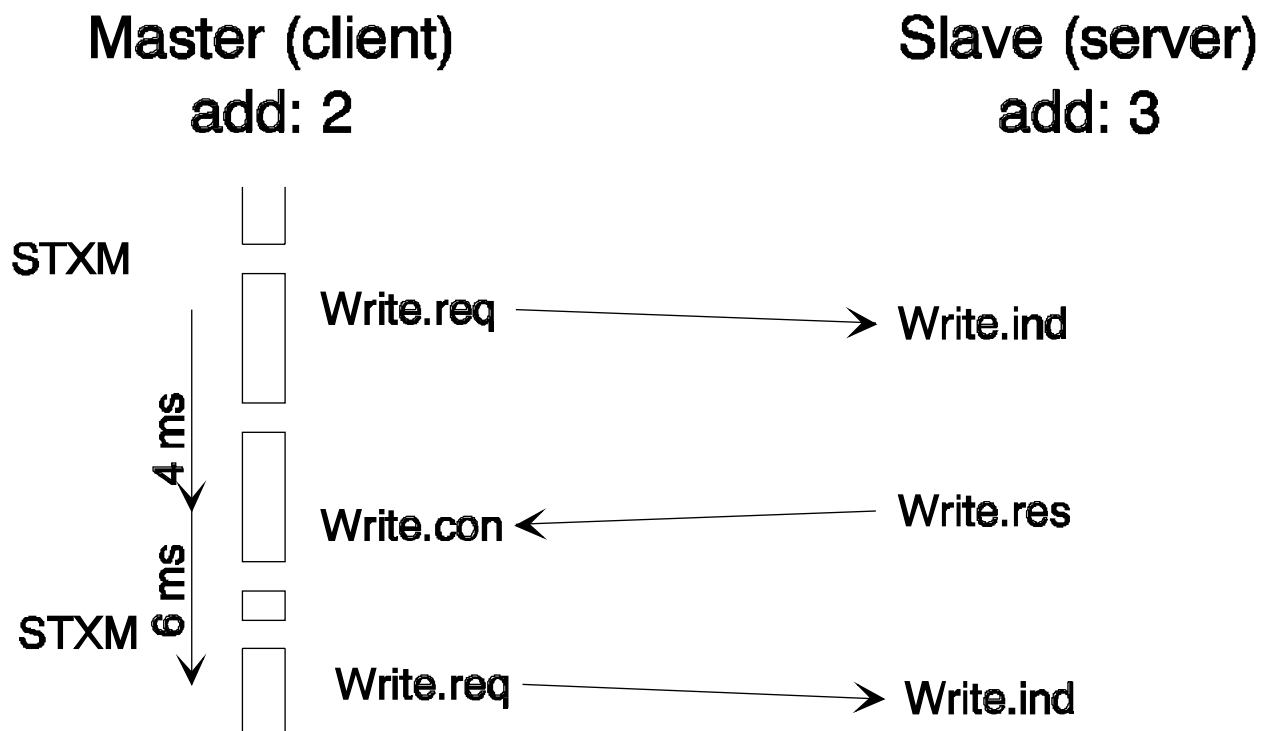 Master (client)
add: 2
Slave (server)
add: 3
STXM
Write.req
Write.ind
4 ms
Write.con
Write.res
6 ms
STXM
Write.req
Write.ind